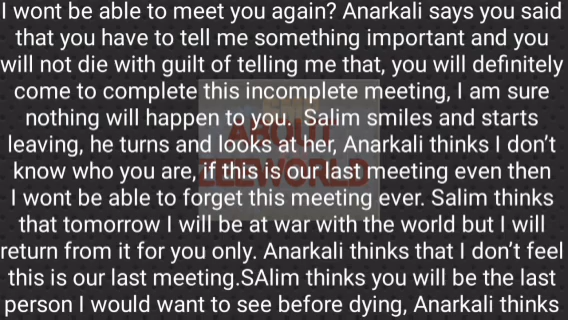 I wont be able to meet you again? Anarkali says you said
that you have to tell me something important and you
will not die with guilt of telling me that, you will definitely
come to complete this incomplete meeting, I am sure
nothing will happen to you.  Salim smiles and starts
leaving, he turns and looks at her, Anarkali thinks I don’t
know who you are, if this is our last meeting even then
I wont be able to forget this meeting ever. Salim thinks
that tomorrow I will be at war with the world but I will
return from it for you only. Anarkali thinks that I don’t feel
this is our last meeting.SAlim thinks you will be the last
person I would want to see before dying, Anarkali thinks
ABOUT